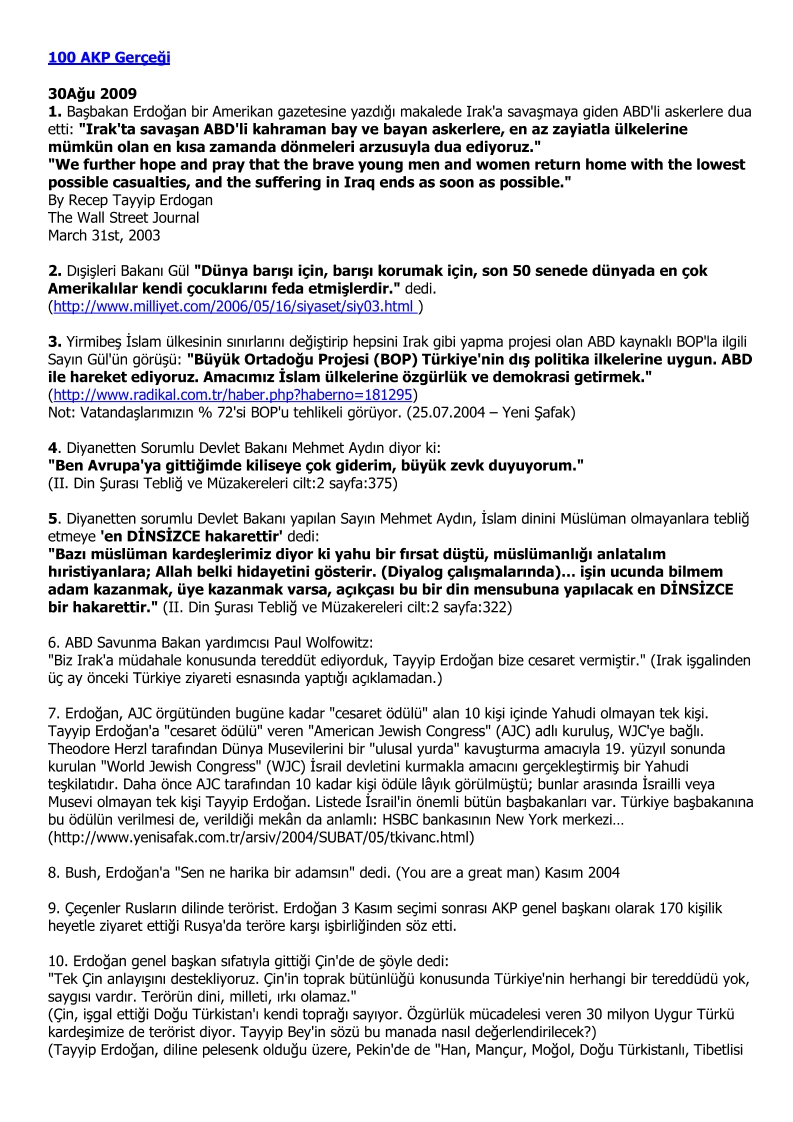 100 AKP Gerçeği
30Ağu 2009
1. Başbakan Erdoğan bir Amerikan gazetesine yazdığı makalede Irak'a savaşmaya giden ABD'li askerlere dua
etti: "Irak'ta savaşan ABD'li kahraman bay ve bayan askerlere, en az zayiatla ülkelerine
mümkün olan en kısa zamanda dönmeleri arzusuyla dua ediyoruz."
"We further hope and pray that the brave young men and women return home with the lowest
possible casualties, and the suffering in Iraq ends as soon as possible."
By Recep Tayyip Erdogan
The Wall Street Journal
March 31st, 2003
2. Dışişleri Bakanı Gül "Dünya barışı için, barışı korumak için, son 50 senede dünyada en çok
Amerikalılar kendi çocuklarını feda etmişlerdir." dedi.
(http://www.milliyet.com/2006/05/16/siyaset/siy03.html )
3. Yirmibeş İslam ülkesinin sınırlarını değiştirip hepsini Irak gibi yapma projesi olan ABD kaynaklı BOP'la ilgili
Sayın Gül'ün görüşü: "Büyük Ortadoğu Projesi (BOP) Türkiye'nin dış politika ilkelerine uygun. ABD
ile hareket ediyoruz. Amacımız İslam ülkelerine özgürlük ve demokrasi getirmek."
(http://www.radikal.com.tr/haber.php?haberno=181295)
Not: Vatandaşlarımızın % 72'si BOP'u tehlikeli görüyor. (25.07.2004 – Yeni Şafak)
4. Diyanetten Sorumlu Devlet Bakanı Mehmet Aydın diyor ki:
"Ben Avrupa'ya gittiğimde kiliseye çok giderim, büyük zevk duyuyorum."
(II. Din Şurası Tebliğ ve Müzakereleri cilt:2 sayfa:375)
5. Diyanetten sorumlu Devlet Bakanı yapılan Sayın Mehmet Aydın, İslam dinini Müslüman olmayanlara tebliğ
etmeye 'en DİNSİZCE hakarettir' dedi:
"Bazı müslüman kardeşlerimiz diyor ki yahu bir fırsat düştü, müslümanlığı anlatalım
hıristiyanlara; Allah belki hidayetini gösterir. (Diyalog çalışmalarında)... işin ucunda bilmem
adam kazanmak, üye kazanmak varsa, açıkçası bu bir din mensubuna yapılacak en DİNSİZCE
bir hakarettir." (II. Din Şurası Tebliğ ve Müzakereleri cilt:2 sayfa:322)
6. ABD Savunma Bakan yardımcısı Paul Wolfowitz:
"Biz Irak'a müdahale konusunda tereddüt ediyorduk, Tayyip Erdoğan bize cesaret vermiştir." (Irak işgalinden
üç ay önceki Türkiye ziyareti esnasında yaptığı açıklamadan.)
7. Erdoğan, AJC örgütünden bugüne kadar "cesaret ödülü" alan 10 kişi içinde Yahudi olmayan tek kişi.
Tayyip Erdoğan'a "cesaret ödülü" veren "American Jewish Congress" (AJC) adlı kuruluş, WJC'ye bağlı.
Theodore Herzl tarafından Dünya Musevilerini bir "ulusal yurda" kavuşturma amacıyla 19. yüzyıl sonunda
kurulan "World Jewish Congress" (WJC) İsrail devletini kurmakla amacını gerçekleştirmiş bir Yahudi
teşkilatıdır. Daha önce AJC tarafından 10 kadar kişi ödüle lâyık görülmüştü; bunlar arasında İsrailli veya
Musevi olmayan tek kişi Tayyip Erdoğan. Listede İsrail'in önemli bütün başbakanları var. Türkiye başbakanına
bu ödülün verilmesi de, verildiği mekân da anlamlı: HSBC bankasının New York merkezi...
(http://www.yenisafak.com.tr/arsiv/2004/SUBAT/05/tkivanc.html)
8. Bush, Erdoğan'a "Sen ne harika bir adamsın" dedi. (You are a great man) Kasım 2004
9. Çeçenler Rusların dilinde terörist. Erdoğan 3 Kasım seçimi sonrası AKP genel başkanı olarak 170 kişilik
heyetle ziyaret ettiği Rusya'da teröre karşı işbirliğinden söz etti.
10. Erdoğan genel başkan sıfatıyla gittiği Çin'de de şöyle dedi:
"Tek Çin anlayışını destekliyoruz. Çin'in toprak bütünlüğü konusunda Türkiye'nin herhangi bir tereddüdü yok,
saygısı vardır. Terörün dini, milleti, ırkı olamaz."
(Çin, işgal ettiği Doğu Türkistan'ı kendi toprağı sayıyor. Özgürlük mücadelesi veren 30 milyon Uygur Türkü
kardeşimize de terörist diyor. Tayyip Bey'in sözü bu manada nasıl değerlendirilecek?)
(Tayyip Erdoğan, diline pelesenk olduğu üzere, Pekin'de de "Han, Mançur, Moğol, Doğu Türkistanlı, Tibetlisi